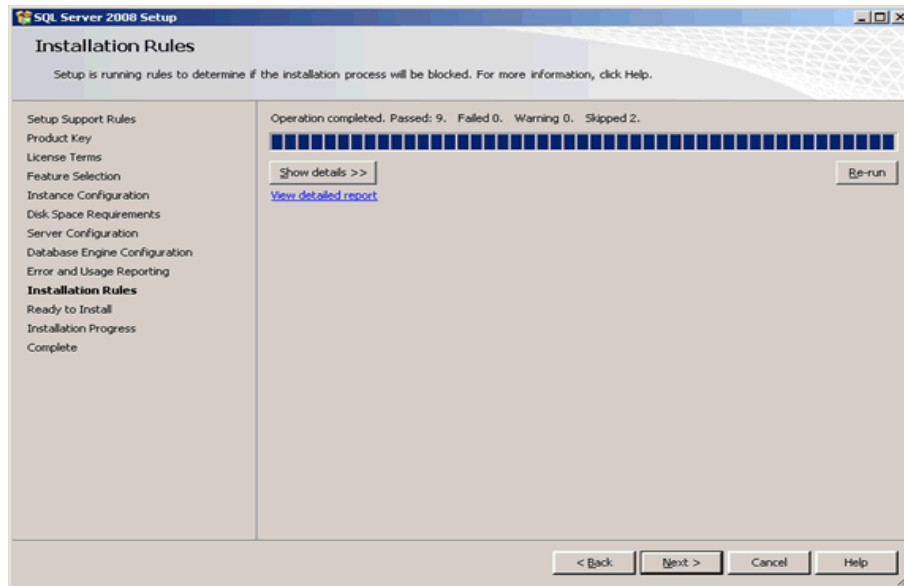 SQL Server 2008 Setup
Installation Rules
Setup is running rules to determine if the installation process will be blocked. For more information, click Help.
Setup Support Rules
Product Key
License Terms
Feature Selection
Instance Configuration
Disk Space Requirements
Server Configuration
Database Engine Configuration
Error and Usage Reporting
Installation Rules
Ready to Install
Installation Progress
Complete
Operation completed. Passed: 9. Failed 0. Warning 0. Skipped 2.
Show details >>
Re-run
View detailed report
< Back
Next >
Cancel
Help